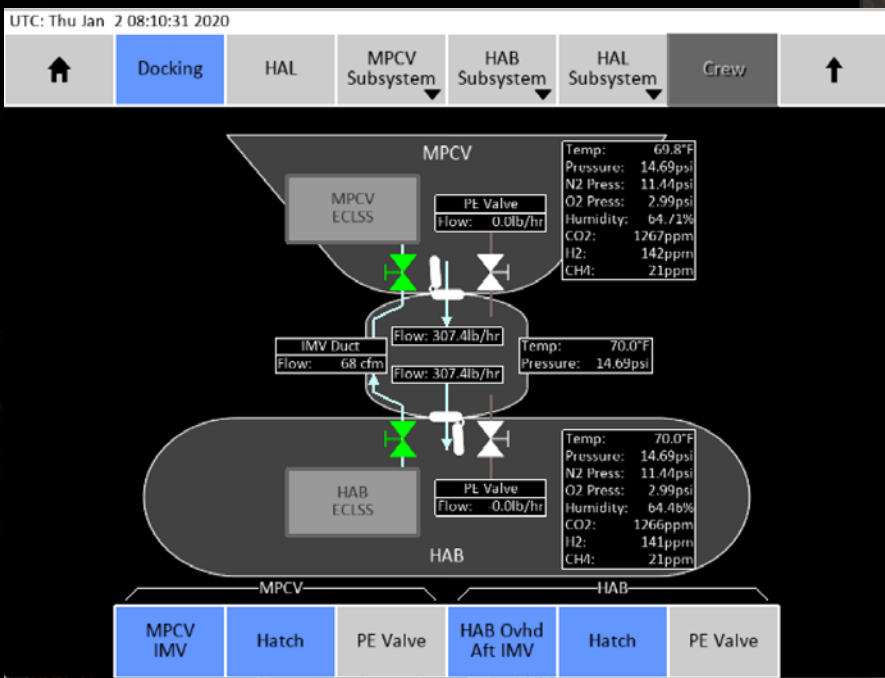 UTC: Thu Jan  2 08:10:31 2020
Docking
HAL
MPCV
Subsystem
HAB
Subsystem
HAL
Subsystem
Crew
MPCV
MPCV
ECLSS
PE Valve
Flow: 0.0lb/hr
Temp: 69.8°F
Pressure: 14.69psi
N2 Press: 11.44psi
O2 Press: 2.99psi
Humidity: 64.71%
CO2: 1267ppm
H2: 142ppm
CH4: 21ppm
Flow: 307.4lb/hr
IMV Duct
Flow: 68 cfm
Temp: 70.0°F
Pressure: 14.69psi
Flow: 307.4lb/hr
HAB
ECLSS
PE Valve
Flow: -0.0lb/hr
Temp: 70.0°F
Pressure: 14.69psi
N2 Press: 11.44psi
O2 Press: 2.99psi
Humidity: 64.46%
CO2: 1266ppm
H2: 141ppm
CH4: 21ppm
HAB
MPCV
HAB
MPCV
IMV
Hatch
PE Valve
HAB Ovhd
Aft IMV
Hatch
PE Valve